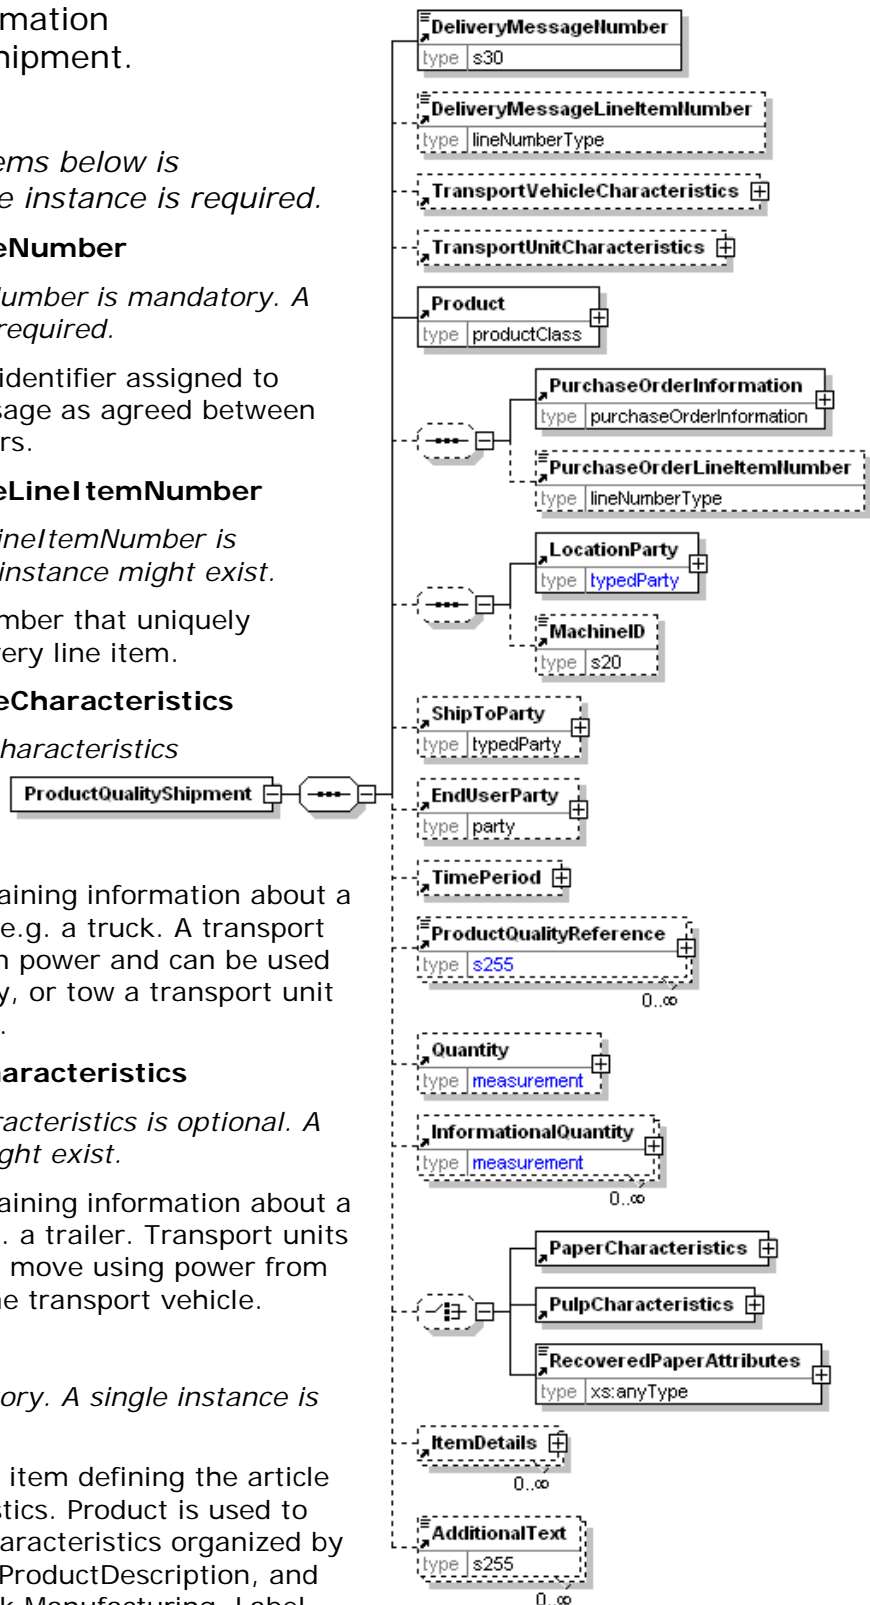 mation
hipment.
ems below is
e instance is required.
eNumber
Number is mandatory. A
required.
identifier assigned to
sage as agreed between
rs.
eLineItemNumber
ineItemNumber is
instance might exist.
mber that uniquely
very line item.
eCharacteristics
haracteristics
aining information about a
e.g. a truck. A transport
n power and can be used
y, or tow a transport unit
.
haracteristics
racteristics is optional. A
ght exist.
aining information about a
. a trailer. Transport units
move using power from
ne transport vehicle.
ory. A single instance is
item defining the article
stics. Product is used to
aracteristics organized by
ProductDescription, and
k Manufacturing, Label
ProductQualityShipment
DeliveryMessageNumber
type s30
DeliveryMessageLineItemNumber
type lineNumberType
TransportVehicleCharacteristics
TransportUnitCharacteristics
Product
type productClass
PurchaseOrderInformation
type purchaseOrderInformation
PurchaseOrderLineItemNumber
type lineNumberType
LocationParty
type typedParty
MachineID
type s20
ShipToParty
type typedParty
EndUserParty
type party
TimePeriod
ProductQualityReference
type s255
0..∞
Quantity
type measurement
InformationalQuantity
type measurement
0..∞
PaperCharacteristics
PulpCharacteristics
RecoveredPaperAttributes
type xs:anyType
ItemDetails
0..∞
AdditionalText
type s255
0..∞